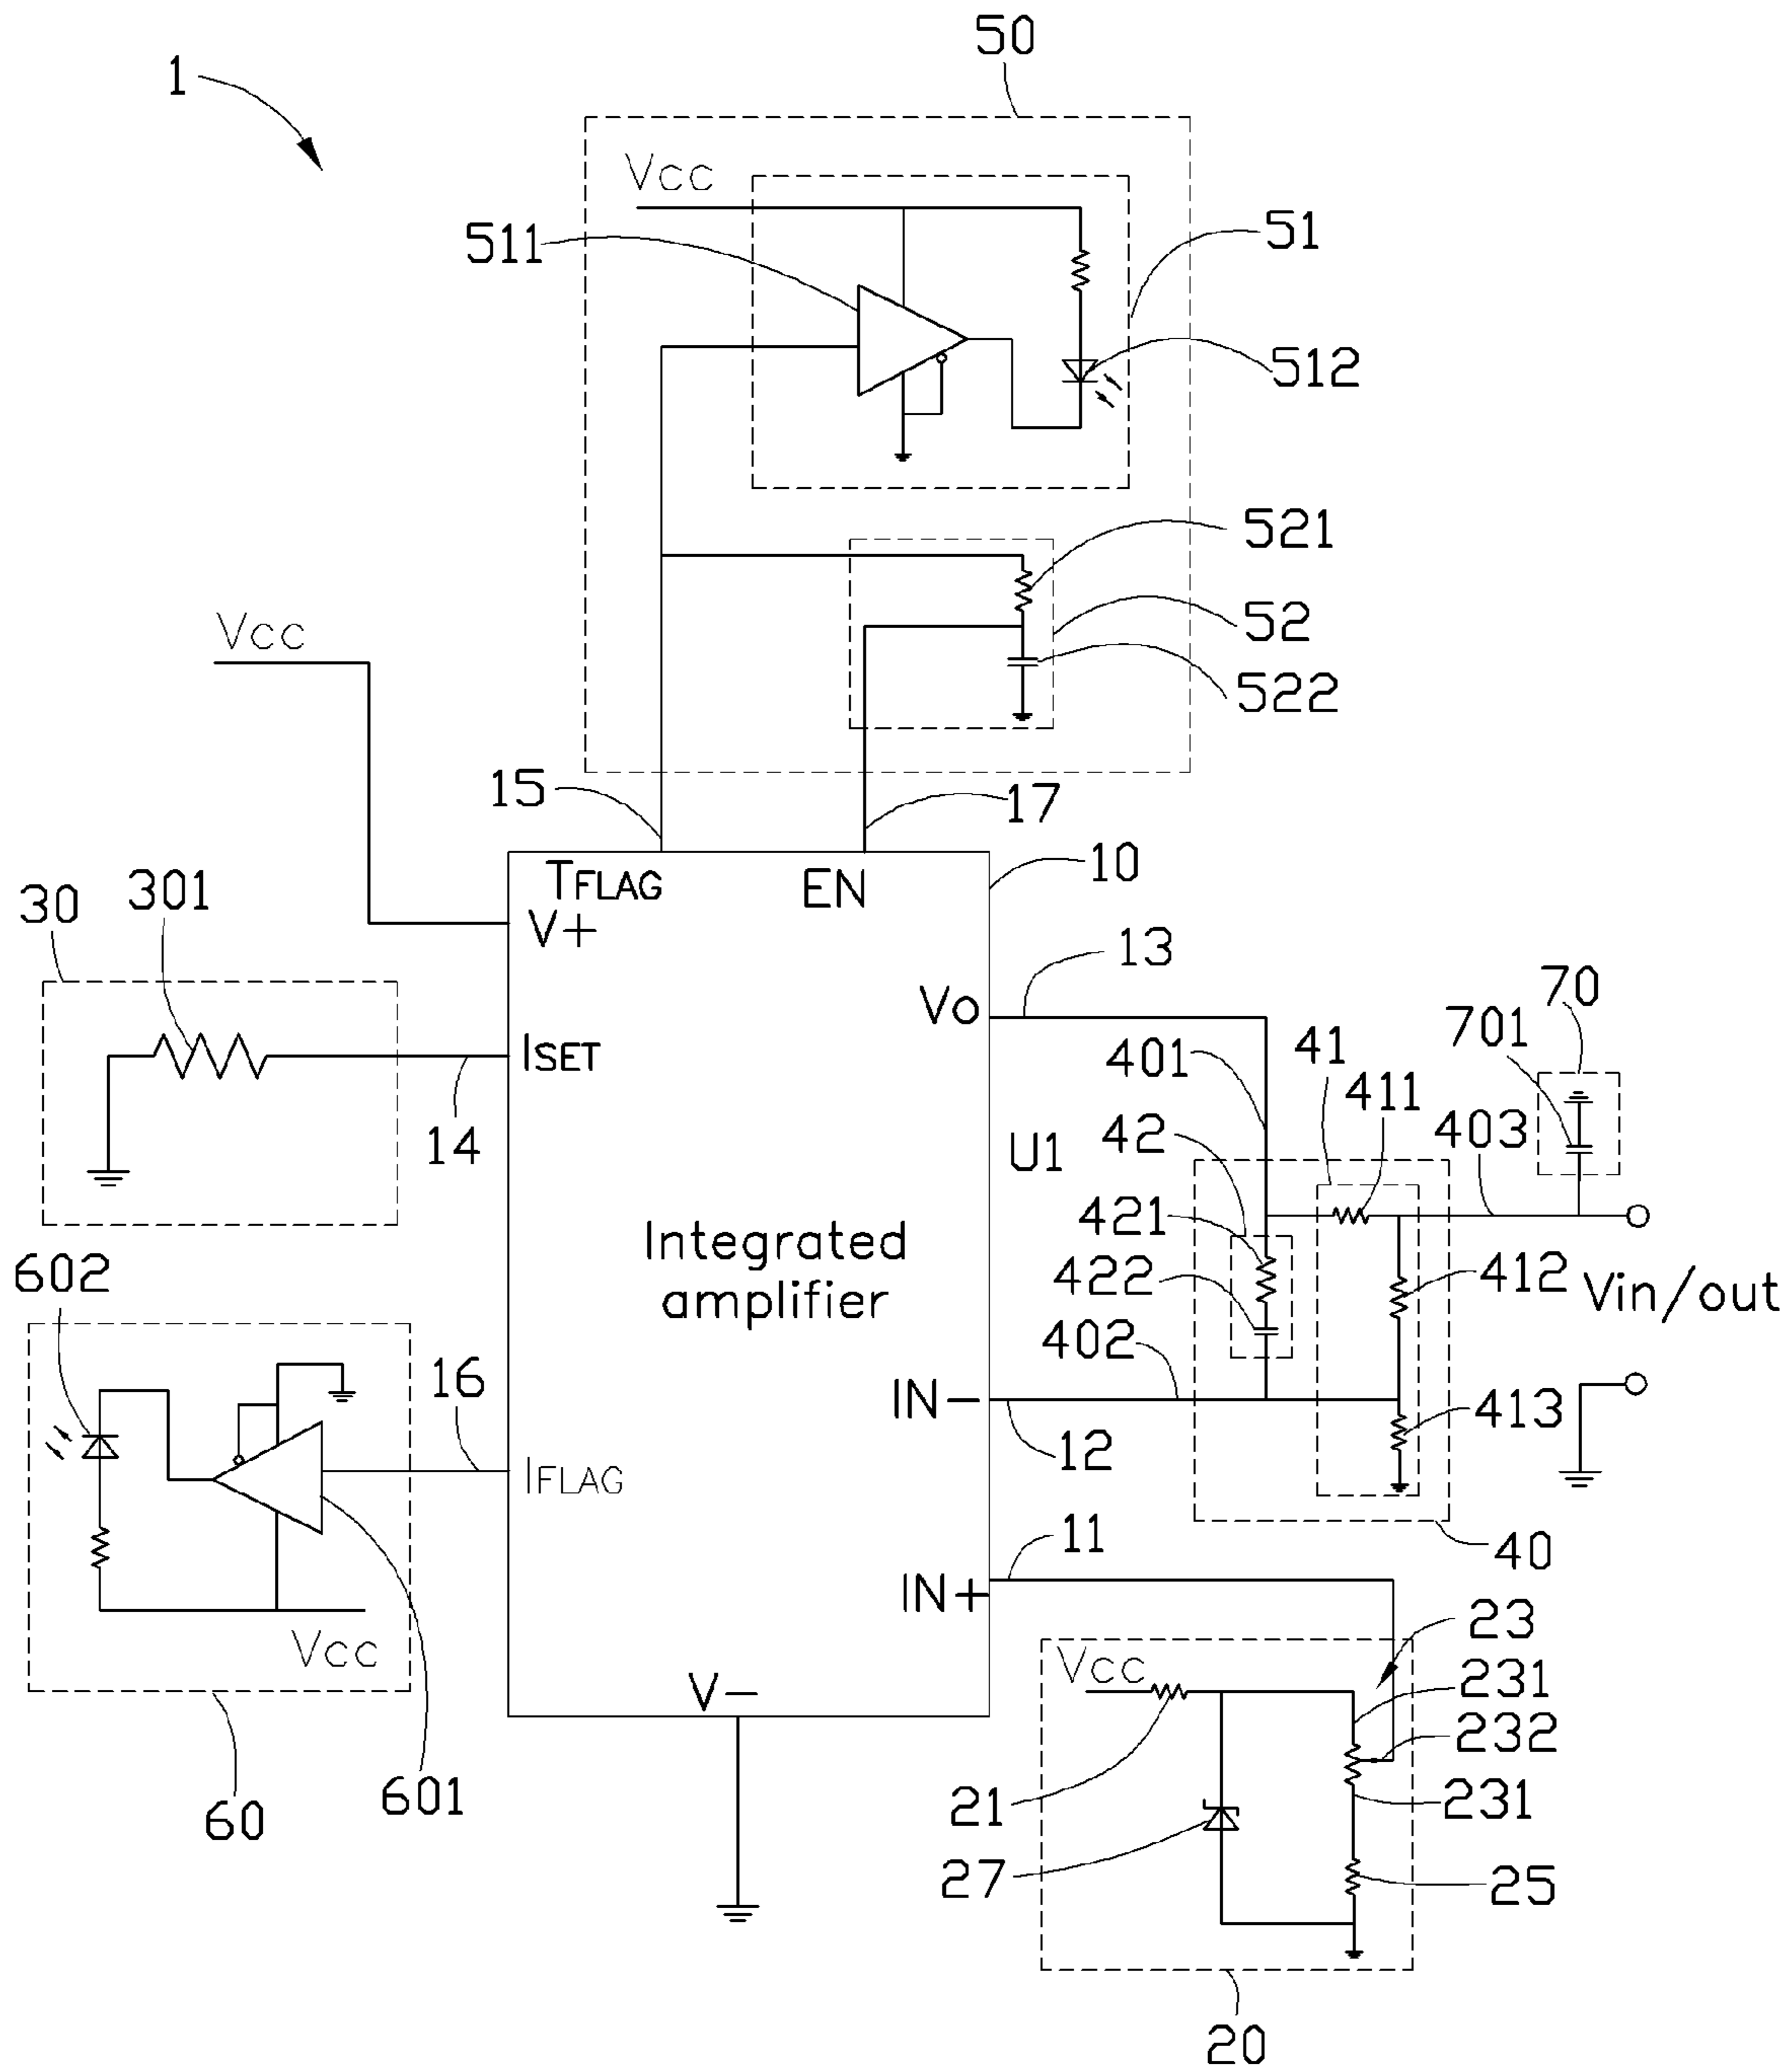 50
1
Vcc
51
511
512
521
52
522
Vcc
15
17
10
TFLAG
EN
301
30
V+
13
Vo
70
701
ISET
41
401
411
403
42
14
U1
421
Integrated
amplifier
422
412
Vin/out
602
402
16
IN-
413
12
IFLAG
11
40
IN+
23
Vcc
Vcc
V-
231
232
21
231
601
60
27
25
20